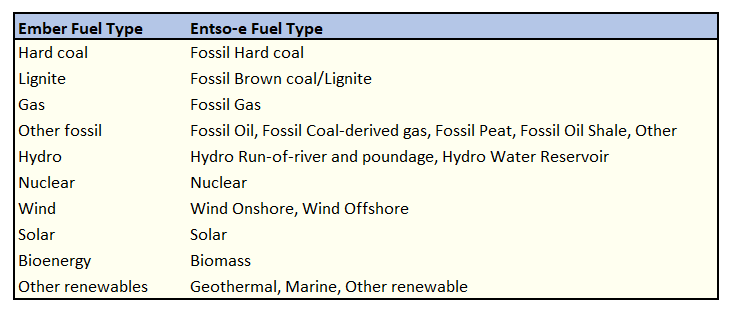 Ember Fuel Type Entso-e Fuel Type
Hard coal Fossil Hard coal
Lignite Fossil Brown coal/Lignite
Gas Fossil Gas
Other fossil Fossil Oil, Fossil Coal-derived gas, Fossil Peat, Fossil Oil Shale, Other
Hydro Hydro Run-of-river and poundage, Hydro Water Reservoir
Nuclear Nuclear
Wind Wind Onshore, Wind Offshore
Solar Solar
Bioenergy Biomass
Other renewables Geothermal, Marine, Other renewable